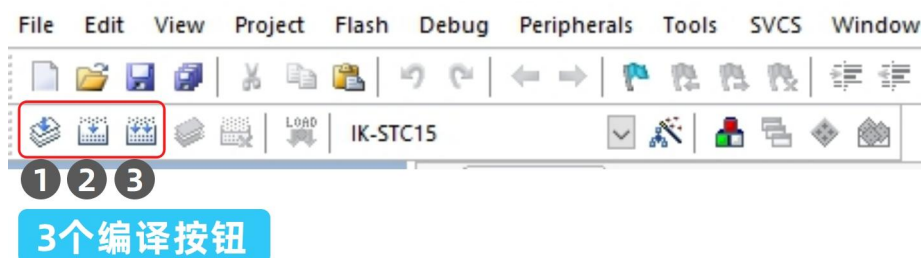 File Edit View Project Flash Debug Peripherals Tools SVCS Window
LOAD IK-STC15
1 2 3
3个编译按钮